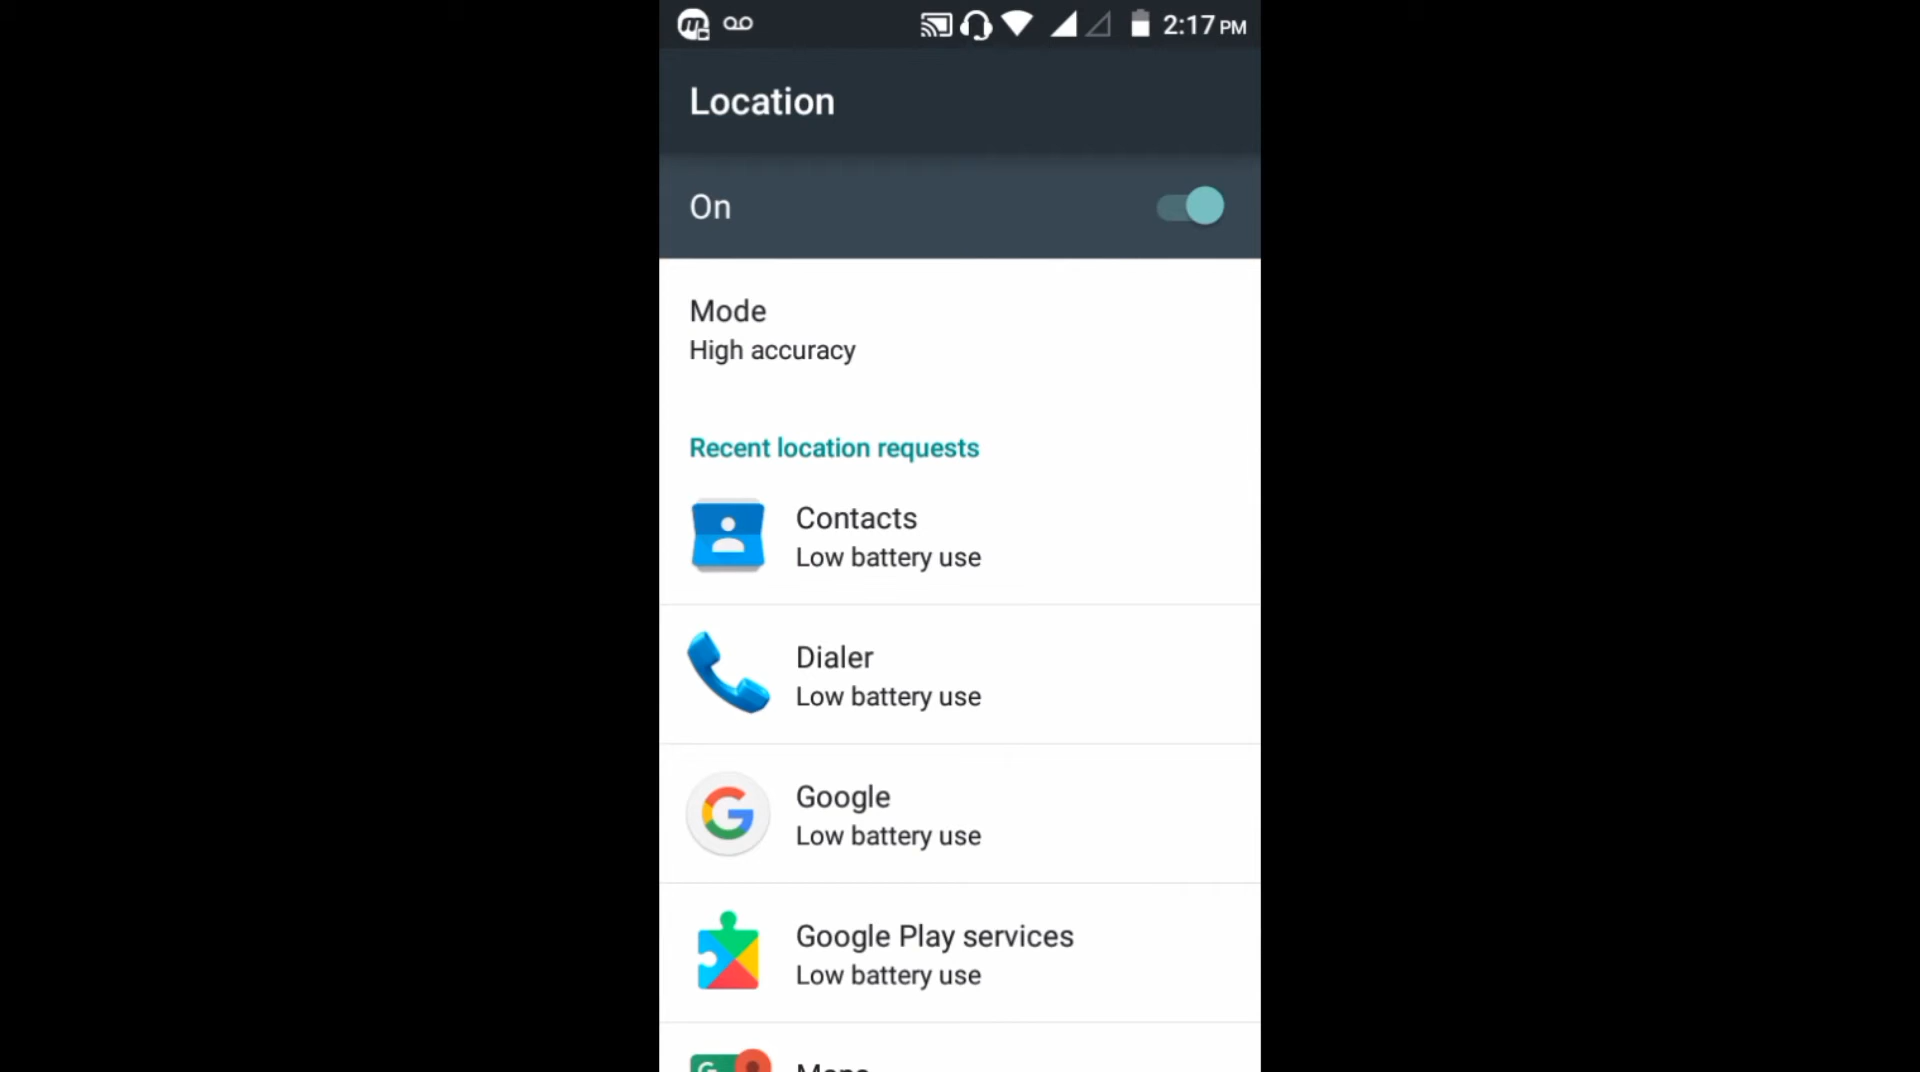 2:17 PM
Location
On
Mode
High accuracy
Recent location requests
Contacts
Low battery use
Dialer
Low battery use
Google
Low battery use
Google Play services
Low battery use
Maps